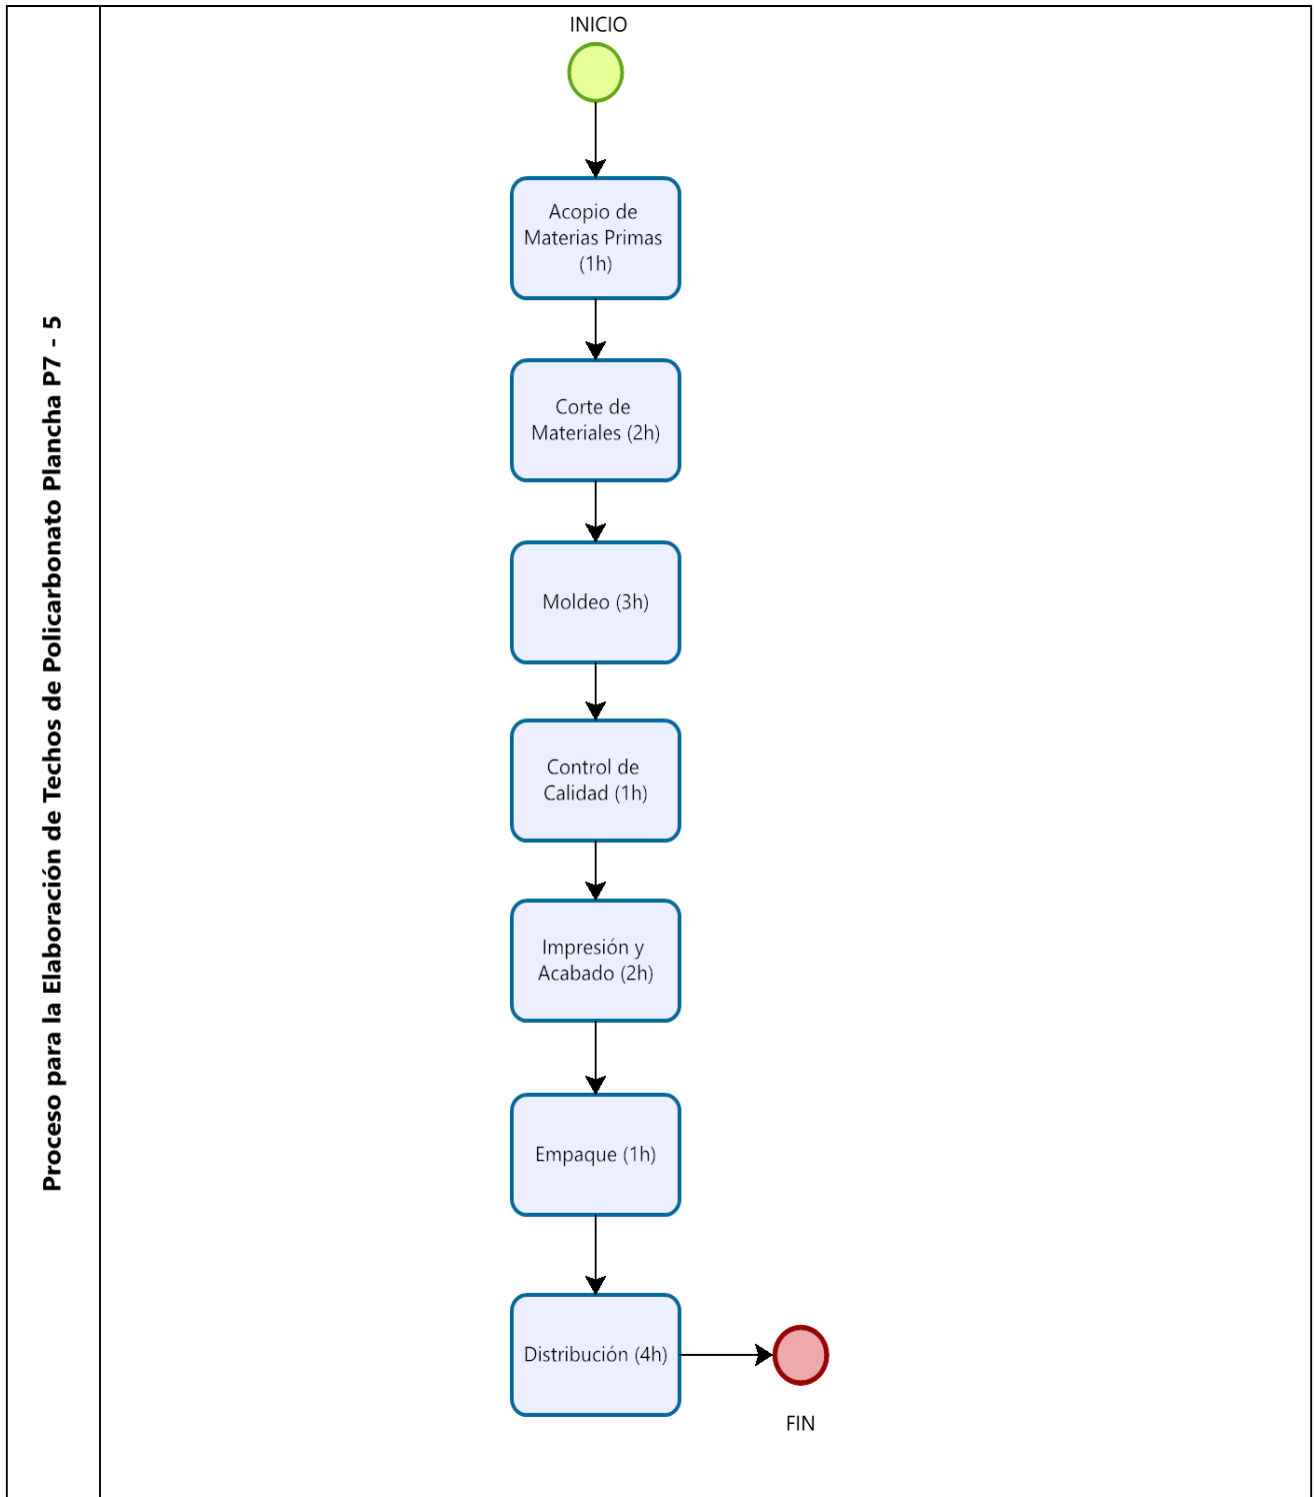 Proceso para la Elaboración de Techos de Policarbonato Plancha P7 - 5
INICIO
Acopio de
Materias Primas
(1h)
Corte de
Materiales (2h)
Moldeo (3h)
Control de
Calidad (1h)
Impresión y
Acabado (2h)
Empaque (1h)
Distribución (4h)
FIN